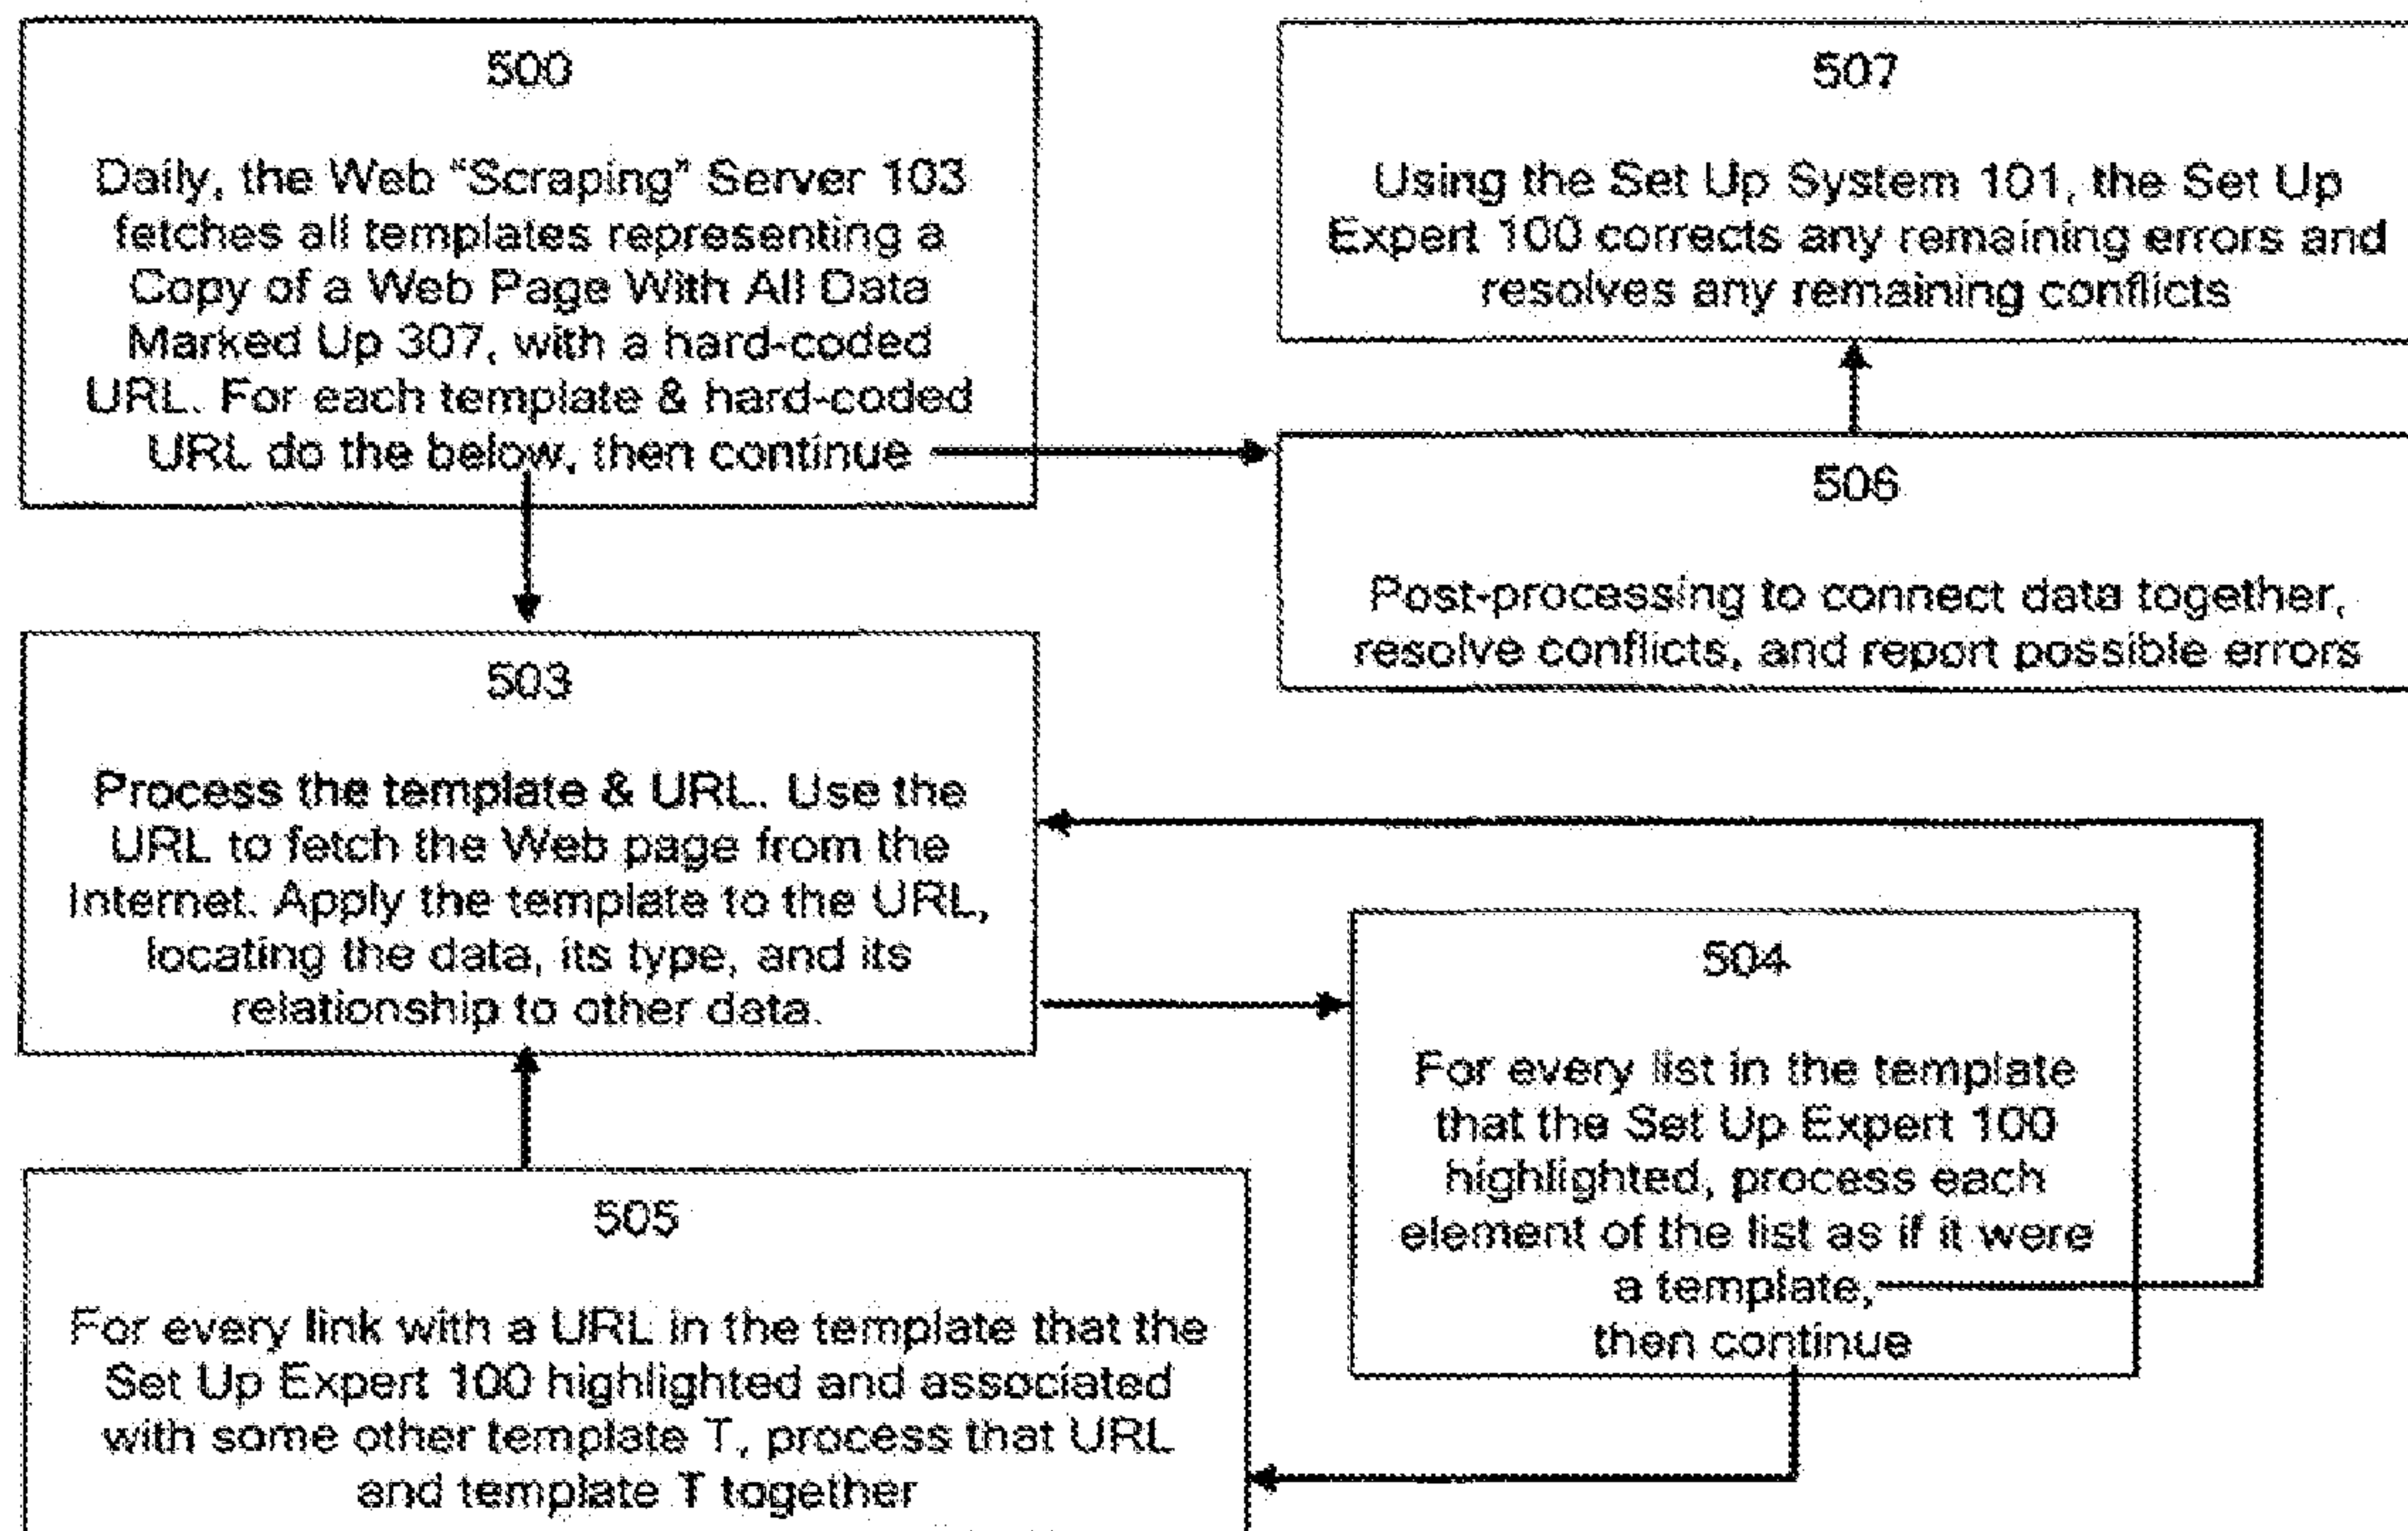 500
Daily, the Web “Scraping” Server 103
fetches all templates representing a
Copy of a Web Page With All Data
Marked Up 307, with a hard-coded
URL. For each template & hard-coded
URL do the below, then continue
507
Using the Set Up System 101, the Set Up
Expert 100 corrects any remaining errors and
resolves any remaining conflicts
506
Post-processing to connect data together,
resolve conflicts, and report possible errors
503
Process the template & URL. Use the
URL to fetch the Web page from the
Internet. Apply the template to the URL,
locating the data, its type, and its
relationship to other data.
504
For every list in the template
that the Set Up Expert 100
highlighted, process each
element of the list as if it were
a template,
then continue
505
For every link with a URL in the template that the
Set Up Expert 100 highlighted and associated
with some other template T, process that URL
and template T together